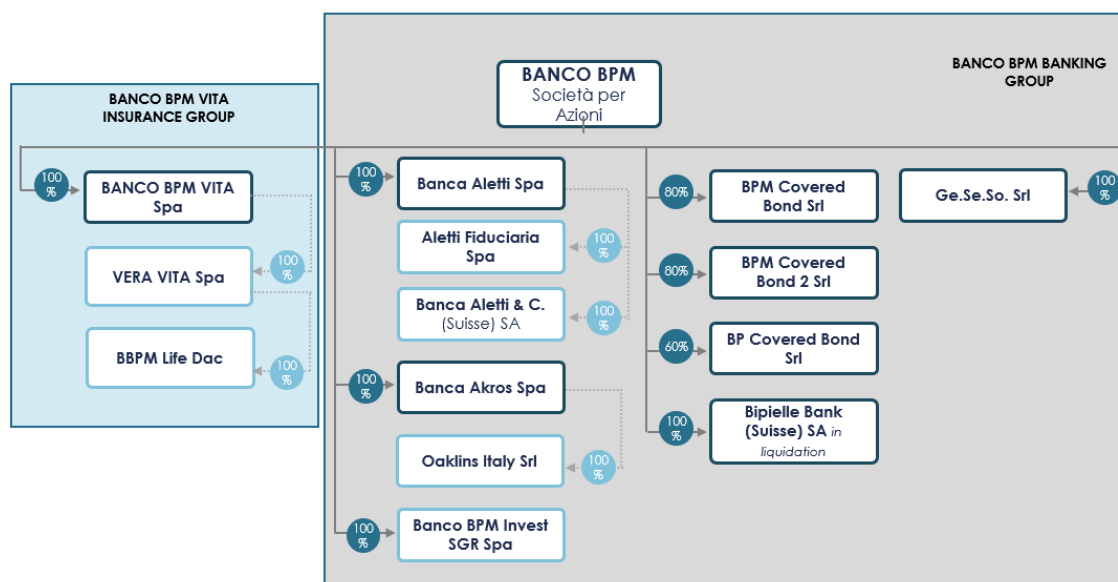 BANCO BPM BANKING
GROUP
BANCO BPM
Società per
Azioni
BANCO BPM VITA
INSURANCE GROUP
100
%
BANCO BPM VITA
Spa
VERA VITA Spa
100
%
BBPM Life Dac
100
%
100
%
Banca Aletti Spa
Aletti Fiduciaria
Spa
100
%
Banca Aletti & C.
(Suisse) SA
100
%
100
%
Banca Akros Spa
Oaklins Italy Srl
100
%
100
%
Banco BPM Invest
SGR Spa
80%
BPM Covered
Bond Srl
80%
BPM Covered
Bond 2 Srl
60%
BP Covered Bond
Srl
100
%
Bipielle Bank
(Suisse) SA in
liquidation
Ge.Se.So. Srl
100
%